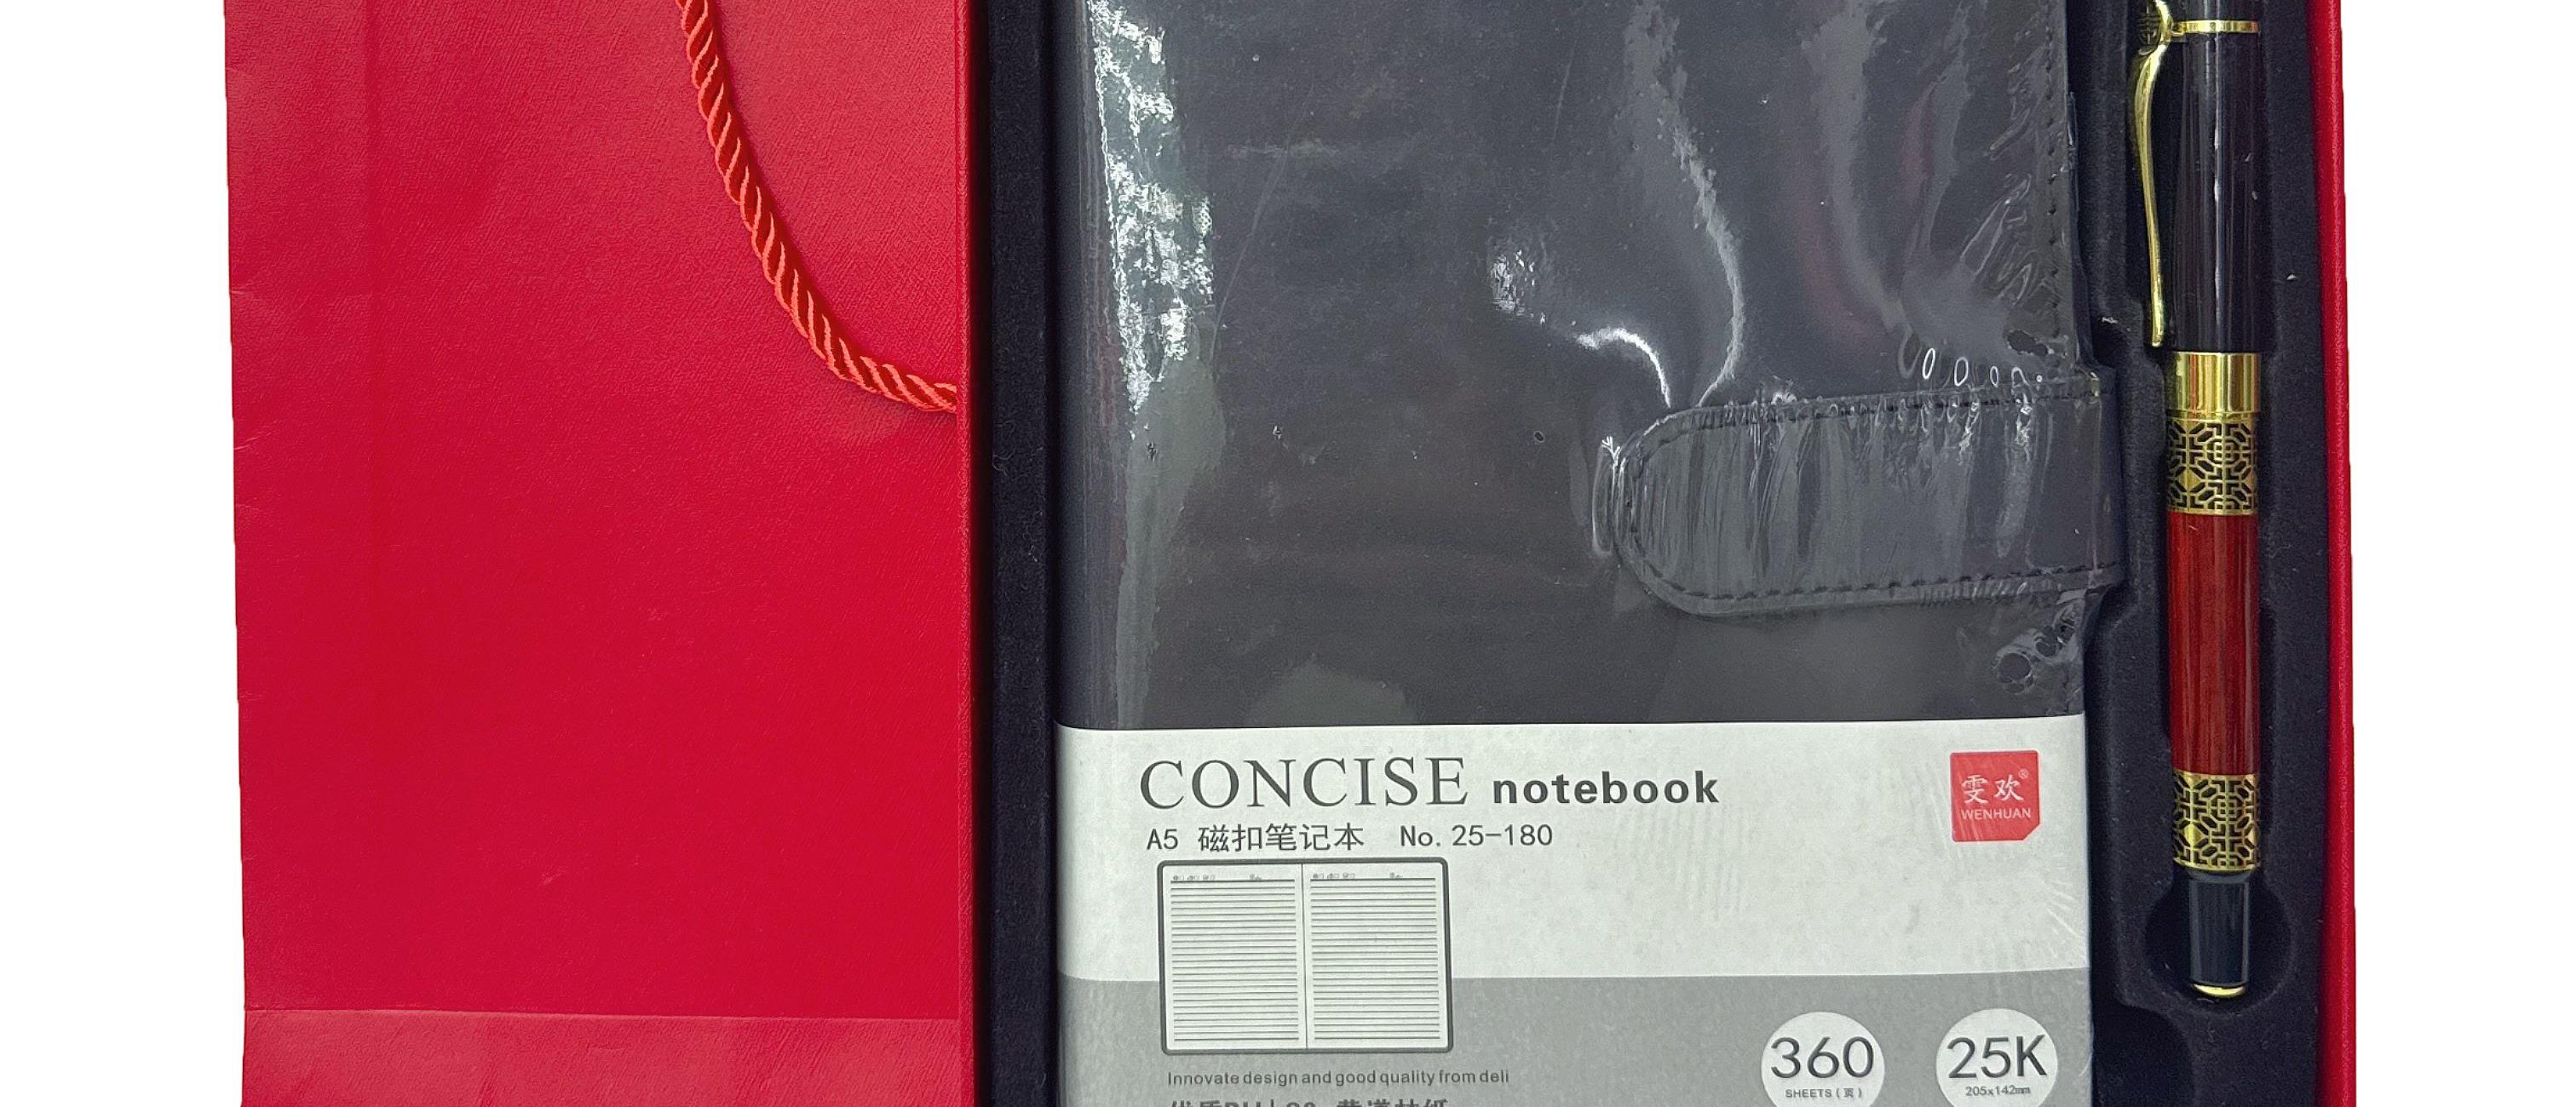 CONCISE notebook
雯欢®
WENHUAN
A5 磁扣笔记本 No. 25-180
360
SHEETS（页）
25K
205x142mm
Innovate design and good quality from deli